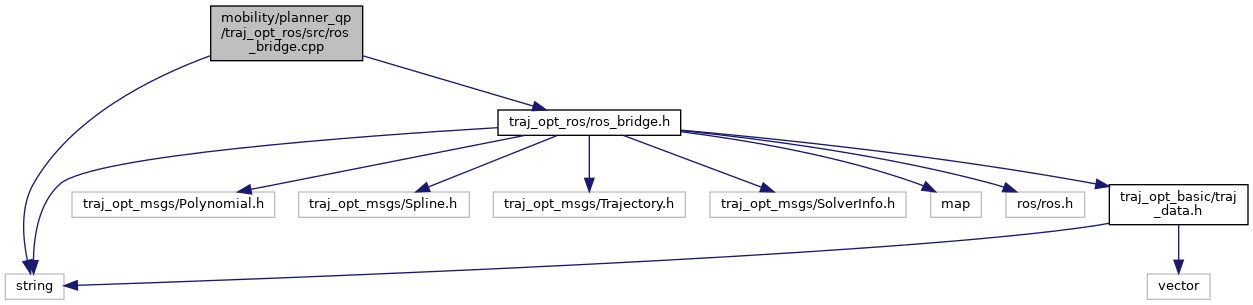 mobility/planner_qp
/traj_opt_ros/src/ros
_bridge.cpp
traj_opt_ros/ros_bridge.h
traj_opt_msgs/Polynomial.h
traj_opt_msgs/Spline.h
traj_opt_msgs/Trajectory.h
traj_opt_msgs/SolverInfo.h
map
ros/ros.h
traj_opt_basic/traj
_data.h
string
vector